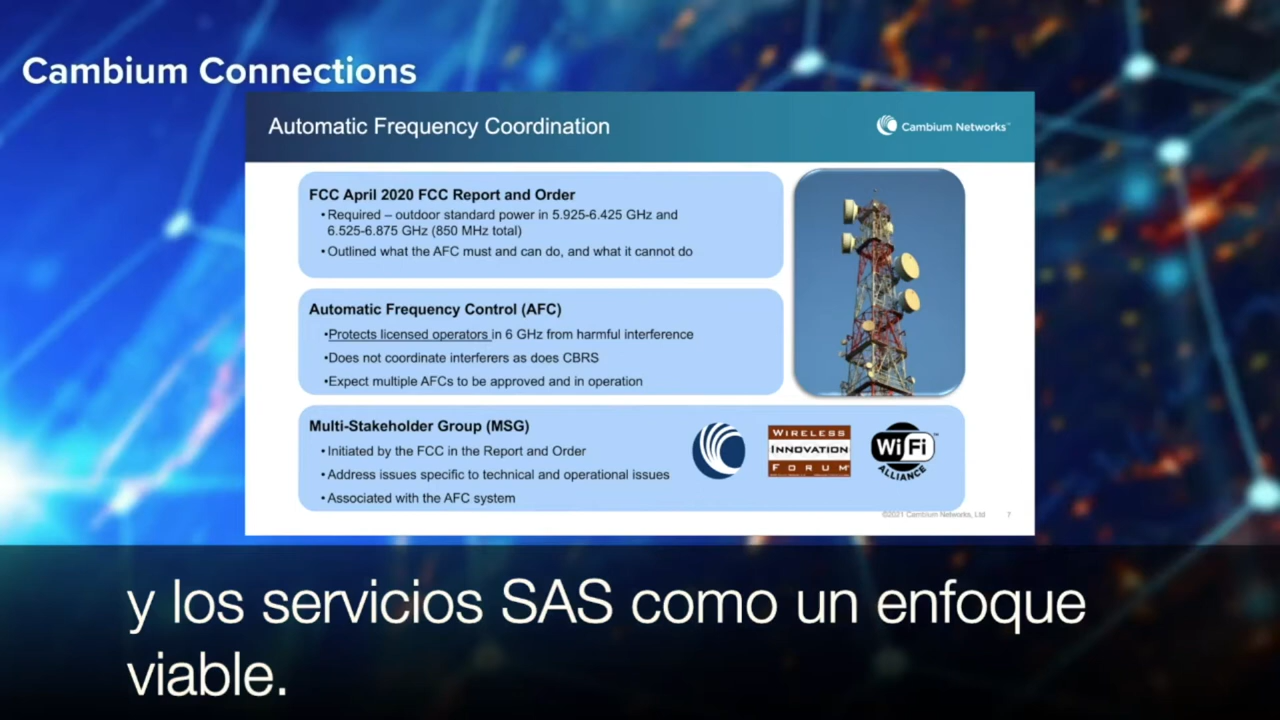 Cambium Connections
Automatic Frequency Coordination
Cambium Networks™
FCC April 2020 FCC Report and Order
•Required – outdoor standard power in 5.925-6.425 GHz and
6.525-6.875 GHz (850 MHz total)
•Outlined what the AFC must and can do, and what it cannot do
Automatic Frequency Control (AFC)
•Protects licensed operators in 6 GHz from harmful interference
•Does not coordinate interferers as does CBRS
•Expect multiple AFCs to be approved and in operation
Multi-Stakeholder Group (MSG)
•Initiated by the FCC in the Report and Order
•Address issues specific to technical and operational issues
•Associated with the AFC system
WIRELESS
INNOVATION
FORUM
Wi Fi
ALLIANCE
©2021 Cambium Networks, Ltd 7
y los servicios SAS como un enfoque
viable.